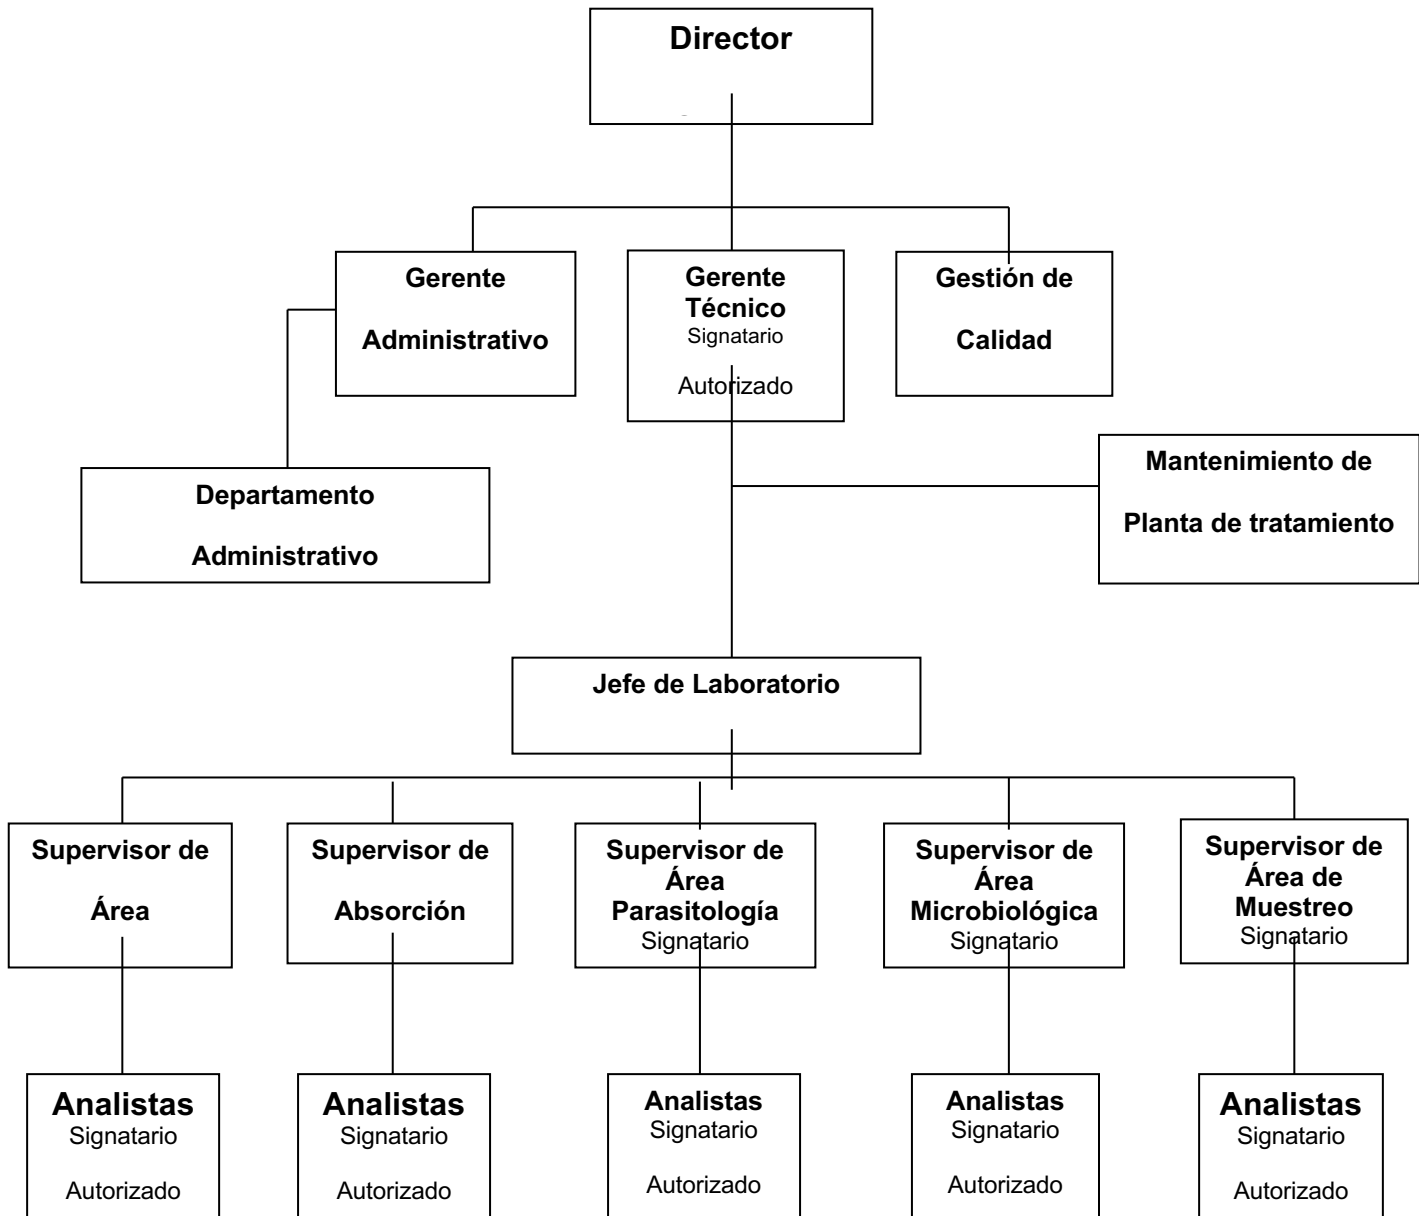 Director
Gerente
Administrativo
Gerente
Técnico
Signatario
Autorizado
Gestión de
Calidad
Departamento
Administrativo
Mantenimiento de
Planta de tratamiento
Jefe de Laboratorio
Supervisor de
Área
Supervisor de
Absorción
Supervisor de
Área
Parasitología
Signatario
Supervisor de
Área
Microbiológica
Signatario
Supervisor de
Área de
Muestreo
Signatario
Analistas
Signatario
Autorizado
Analistas
Signatario
Autorizado
Analistas
Signatario
Autorizado
Analistas
Signatario
Autorizado
Analistas
Signatario
Autorizado